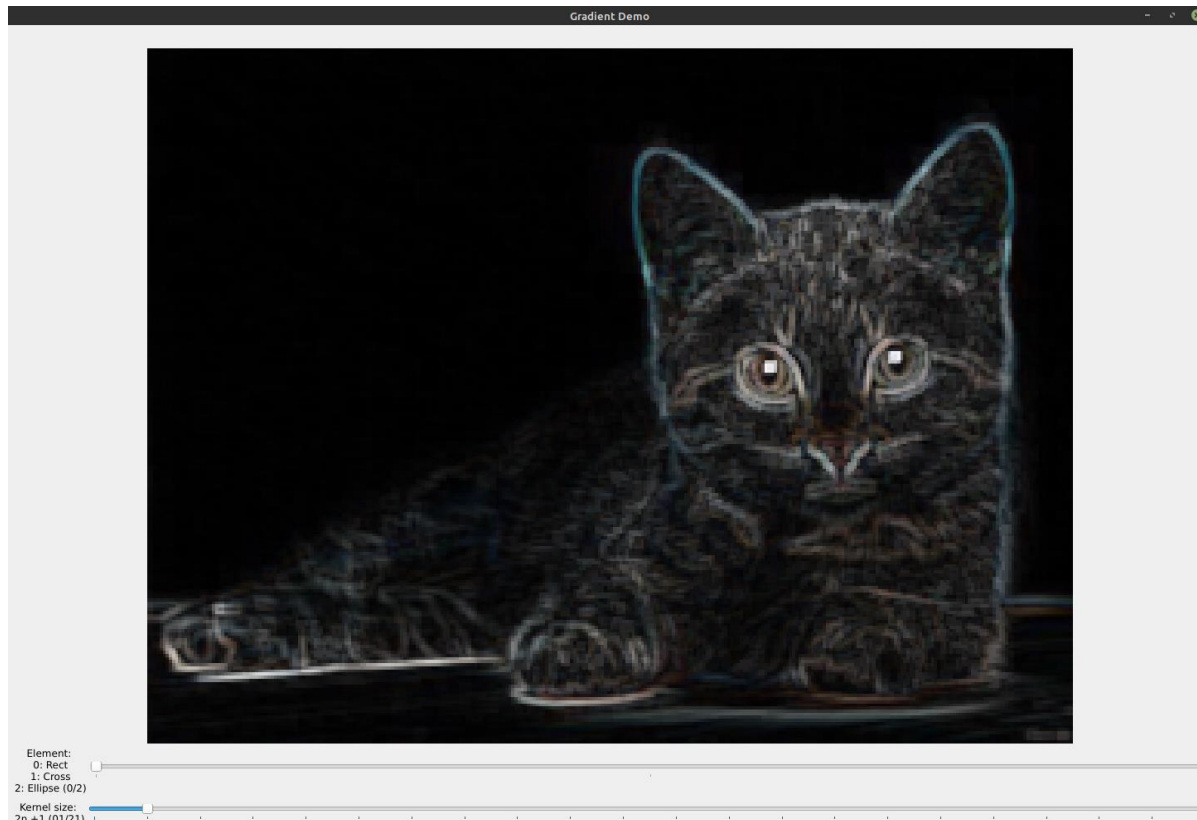 Gradient Demo
Element:
0: Rect
1: Cross
2: Ellipse (0/2)
Kernel size:
2n +1 (01/21)